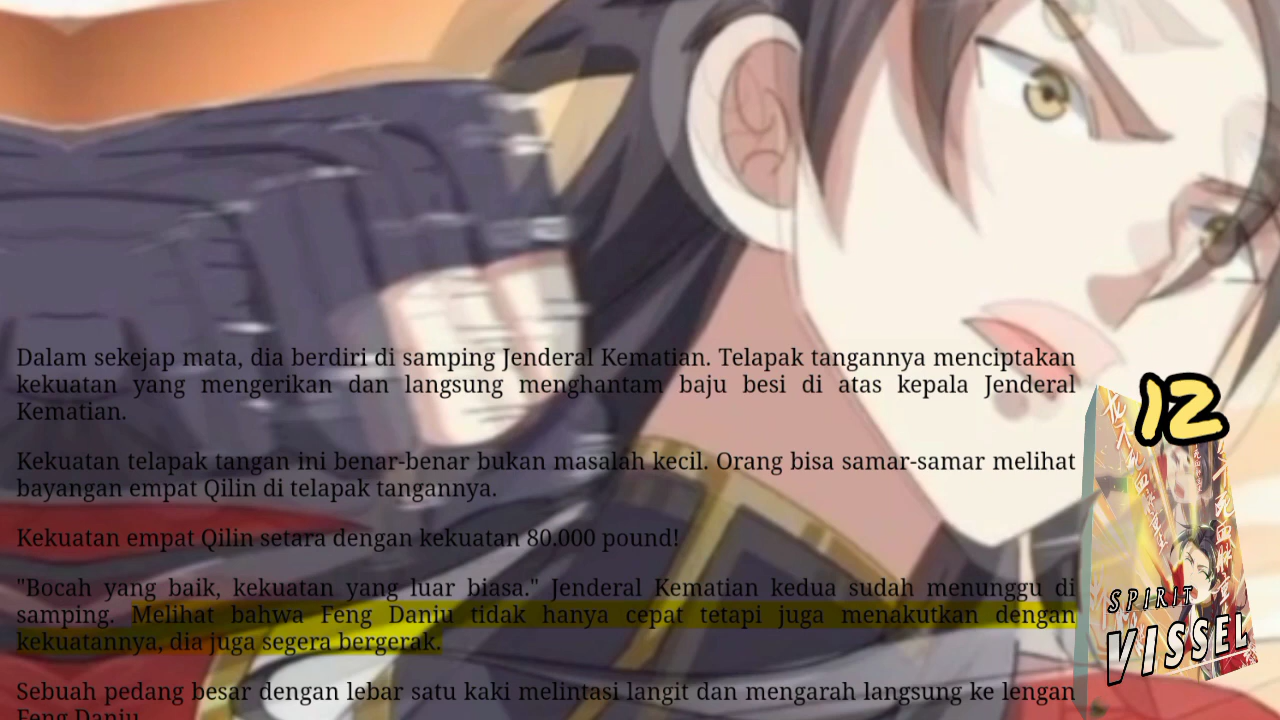 Dalam sekejap mata, dia berdiri di samping Jenderal Kematian. Telapak tangannya menciptakan
kekuatan yang mengerikan dan langsung menghantam baju besi di atas kepala Jenderal
Kematian.
Kekuatan telapak tangan ini benar-benar bukan masalah kecil. Orang bisa samar-samar melihat
bayangan empat Qilin di telapak tangannya.
Kekuatan empat Qilin setara dengan kekuatan 80.000 pound!
"Bocah yang baik, kekuatan yang luar biasa." Jenderal Kematian kedua sudah menunggu di
samping. Melihat bahwa Feng Daniu tidak hanya cepat tetapi juga menakutkan dengan
kekuatannya, dia juga segera bergerak.
Sebuah pedang besar dengan lebar satu kaki melintasi langit dan mengarah langsung ke lengan
Feng Daniu.
12
SPIRIT
VISSEL